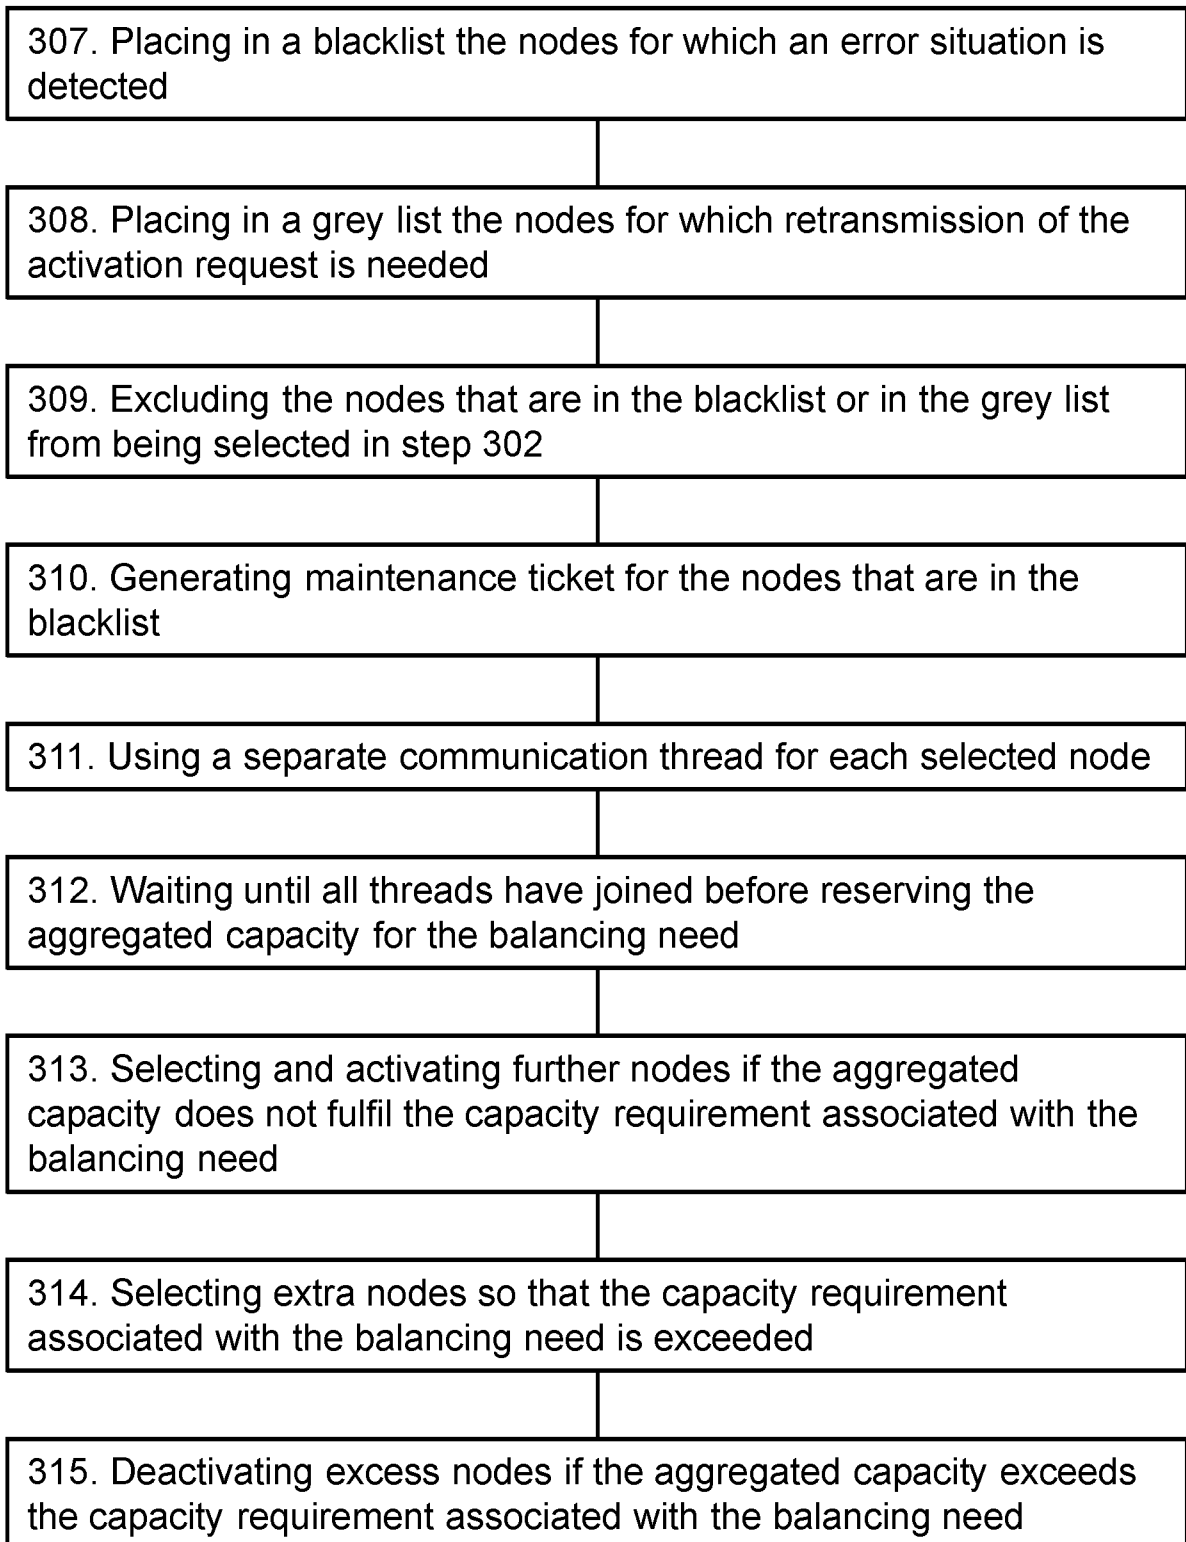 307. Placing in a blacklist the nodes for which an error situation is
detected
308. Placing in a grey list the nodes for which retransmission of the
activation request is needed
309. Excluding the nodes that are in the blacklist or in the grey list
from being selected in step 302
310. Generating maintenance ticket for the nodes that are in the
blacklist
311. Using a separate communication thread for each selected node
312. Waiting until all threads have joined before reserving the
aggregated capacity for the balancing need
313. Selecting and activating further nodes if the aggregated
capacity does not fulfil the capacity requirement associated with the
balancing need
314. Selecting extra nodes so that the capacity requirement
associated with the balancing need is exceeded
315. Deactivating excess nodes if the aggregated capacity exceeds
the capacity requirement associated with the balancing need